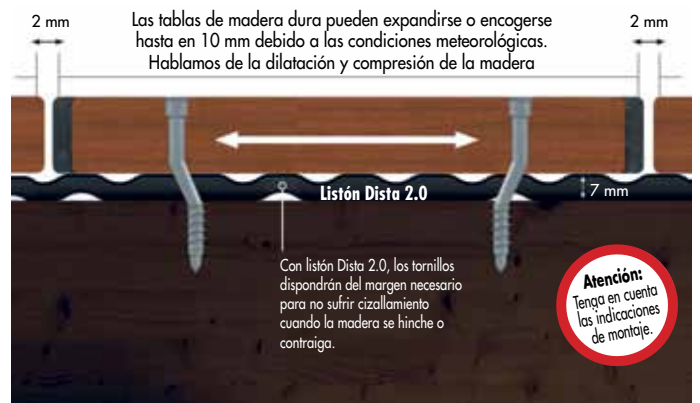 2 mm
Las tablas de madera dura pueden expandirse o encogerse
hasta en 10 mm debido a las condiciones meteorológicas.
Hablamos de la dilatación y compresión de la madera
2 mm
Listón Dista 2.0
7 mm
Con listón Dista 2.0, los tornillos
dispondrán del margen necesario
para no sufrir cizallamiento
cuando la madera se hinche o
contraiga.
Atención:
Tenga en cuenta
las indicaciones
de montaje.